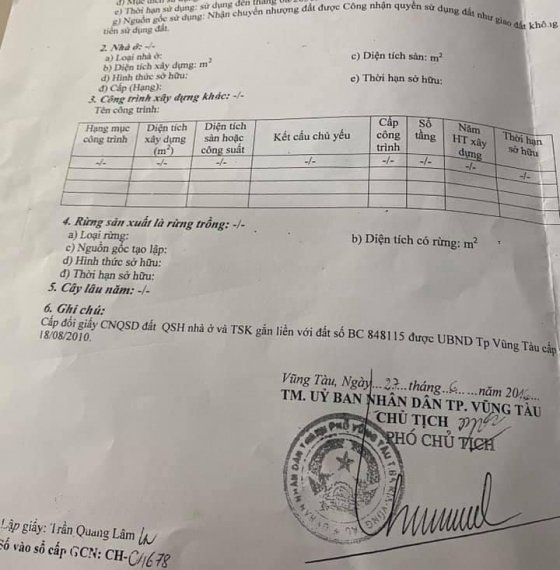 e) Thời hạn sử dụng: sử dụng đến tháng
g) Nguồn gốc sử dụng: Nhận chuyển nhượng đất được Công nhận quyền sử dụng đất như giao đất không
tiền sử dụng đất.
2. Nhà ở: -/-
a) Loại nhà ở:
b) Diện tích xây dựng: m²
c) Diện tích sàn: m²
d) Hình thức sở hữu:
e) Thời hạn sở hữu:
đ) Cấp (Hạng):
3. Công trình xây dựng khác: -/-
Tên công trình:
Hạng mục công trình
Diện tích xây dựng (m²)
Diện tích sàn hoặc công suất
Kết cấu chủ yếu
Cấp công trình
Số tầng
Năm HT xây dựng
Thời hạn sở hữu
-/- -/- -/- -/- -/- -/- -/- -/-
4. Rừng sản xuất là rừng trồng: -/-
a) Loại rừng:
b) Diện tích có rừng: m²
c) Nguồn gốc tạo lập:
d) Hình thức sở hữu:
đ) Thời hạn sở hữu:
5. Cây lâu năm: -/-
6. Ghi chú:
Cấp đổi giấy CNQSD đất QSH nhà ở và TSK gắn liền với đất số BC 848115 được UBND Tp Vũng Tàu cấp
18/08/2010.
Vũng Tàu, Ngày...27...tháng...6...năm 201
TM. UỶ BAN NHÂN DÂN TP. VŨNG TÀU
CHỦ TỊCH
PHÓ CHỦ TỊCH
Lập giấy: Trần Quang Lâm
Số vào sổ cấp GCN: CH-